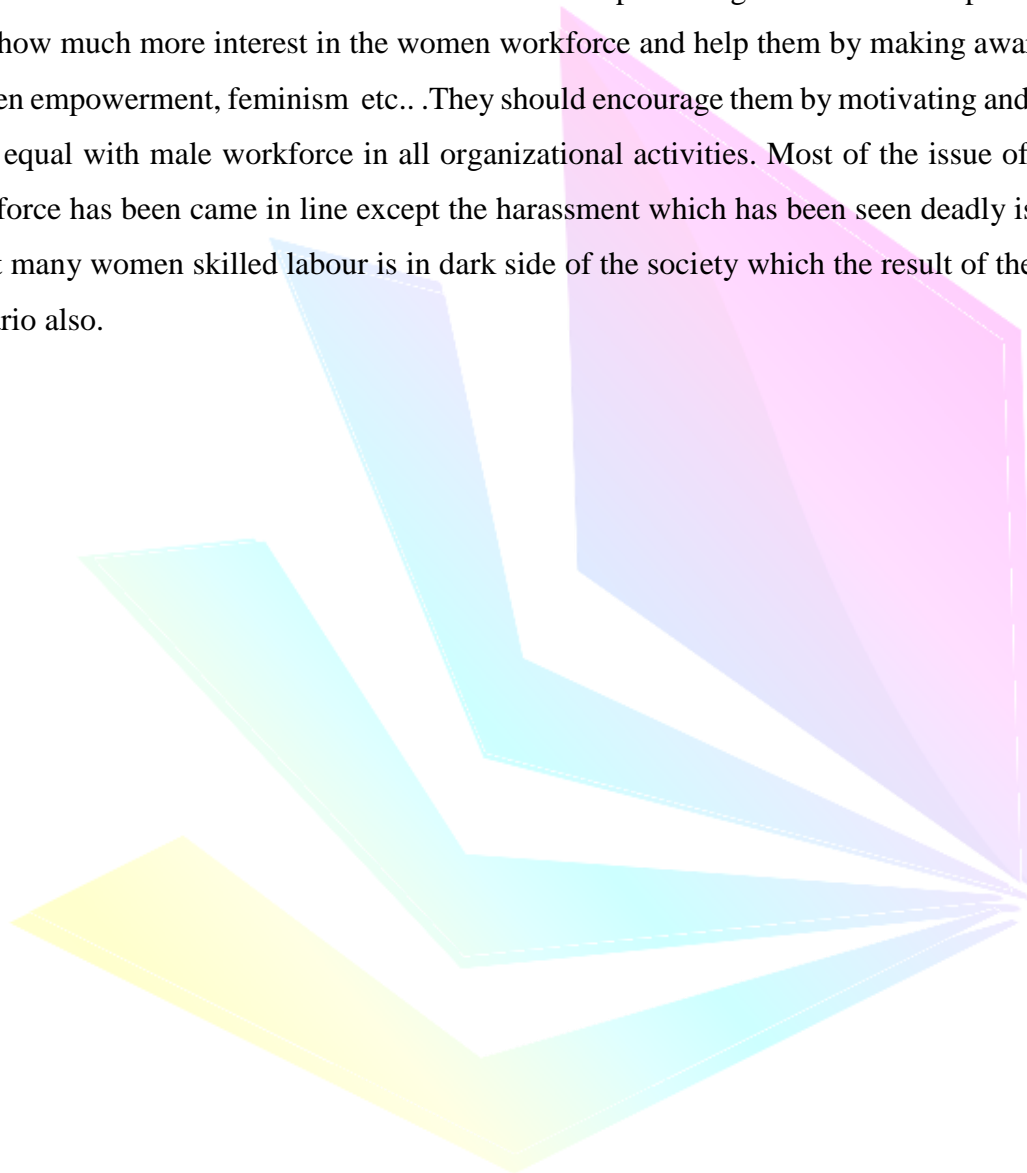 how much more interest in the women workforce and help them by making awa
en empowerment, feminism etc.. .They should encourage them by motivating and
equal with male workforce in all organizational activities. Most of the issue of
force has been came in line except the harassment which has been seen deadly is
many women skilled labour is in dark side of the society which the result of the
rio also.